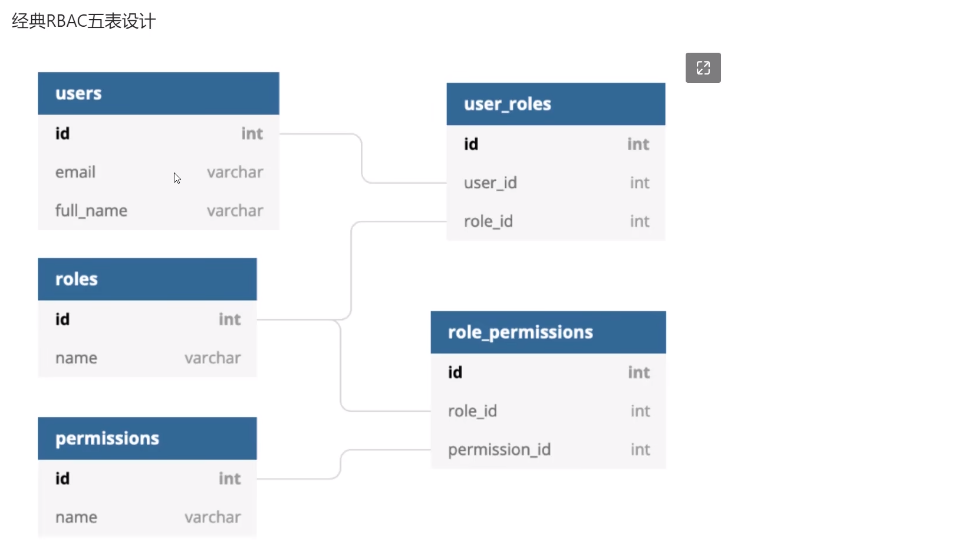 经典RBAC五表设计
users
id int
email varchar
full_name varchar
roles
id int
name varchar
permissions
id int
name varchar
user_roles
id int
user_id int
role_id int
role_permissions
id int
role_id int
permission_id int